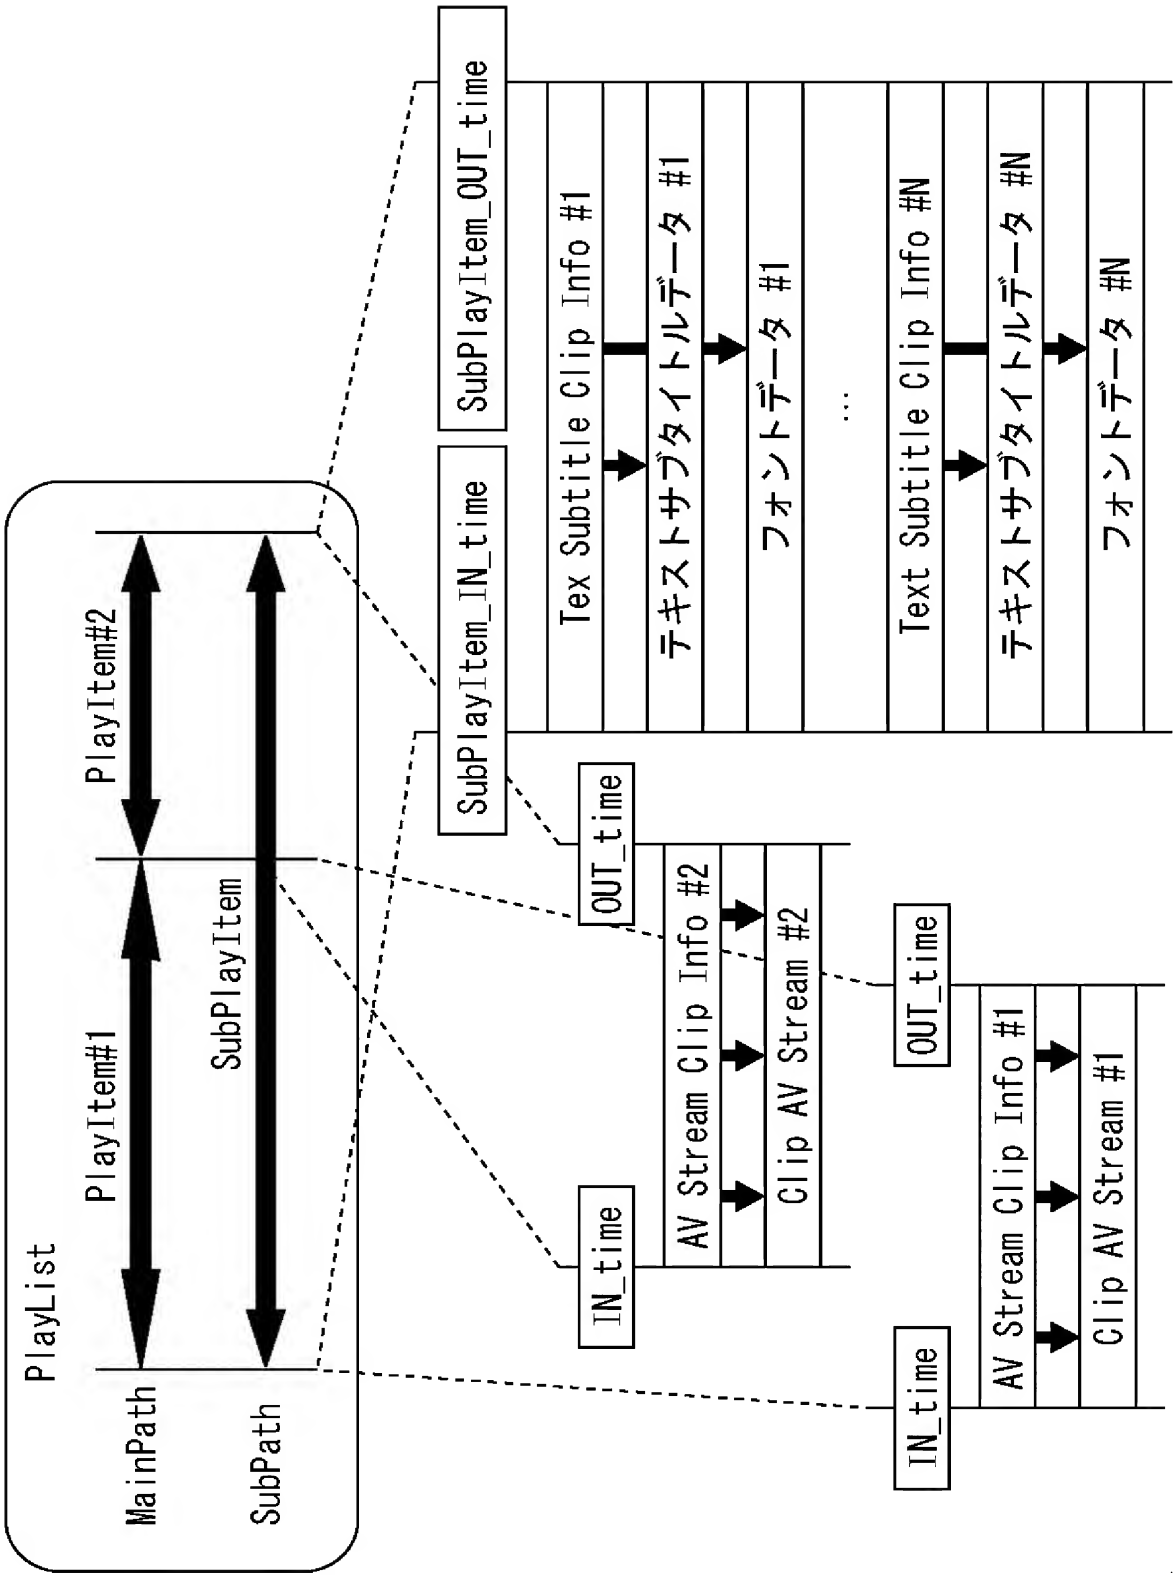 PlayList
PlayItem#1
PlayItem#2
MainPath
SubPlayItem
SubPath
SubPlayItem_IN_time
SubPlayItem_OUT_time
Tex Subtitle Clip Info #1
テキストサブタイトルデータ #1
フォントデータ #1
…
Text Subtitle Clip Info #N
テキストサブタイトルデータ #N
フォントデータ #N
IN_time
OUT_time
AV Stream Clip Info #2
Clip AV Stream #2
IN_time
OUT_time
AV Stream Clip Info #1
Clip AV Stream #1